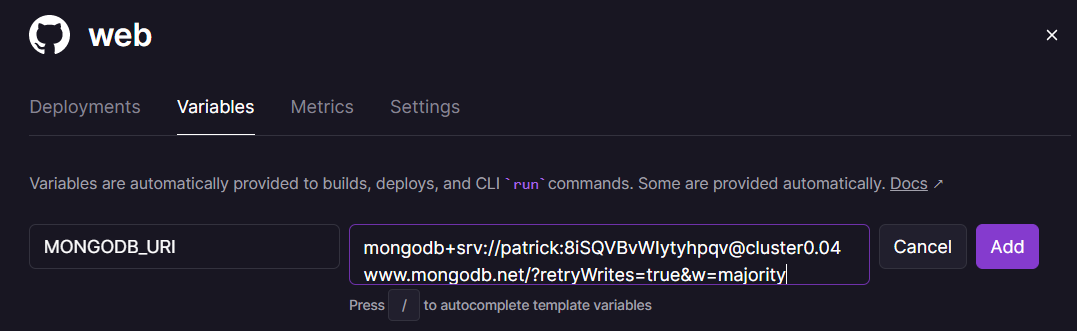 web
Deployments Variables Metrics Settings
Variables are automatically provided to builds, deploys, and CLI `run` commands. Some are provided automatically. Docs ↗
MONGODB_URI
mongodb+srv://patrick:8iSQVBvWIytyhpqv@cluster0.04
www.mongodb.net/?retryWrites=true&w=majority
Cancel Add
Press / to autocomplete template variables